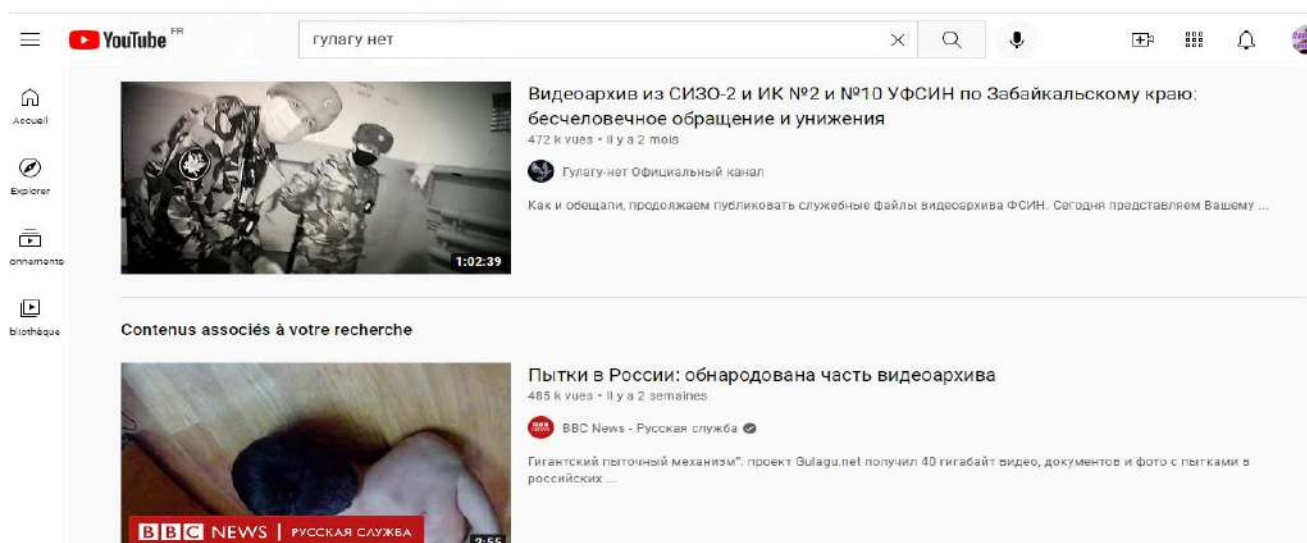 YouTube FR
гулагу нет
Accueil
Explorer
onnements
bliothèque
1:02:39
Видеоархив из СИЗО-2 и ИК №2 и №10 УФСИН по Забайкальскому краю:
бесчеловечное обращение и унижения
472 k vues • il y a 2 mois
Гулагу-нет Официальный канал
Как и обещали, продолжаем публиковать служебные файлы видеоархива ФСИН. Сегодня представляем Вашему ...
Contenus associés à votre recherche
BBC NEWS | РУССКАЯ СЛУЖБА
2:55
Пытки в России: обнародована часть видеоархива
485 k vues • il y a 2 semaines
BBC News - Русская служба
Гигантский пыточный механизм": проект Gulagu.net получил 40 гигабайт видео, документов и фото с пытками в
российских ...